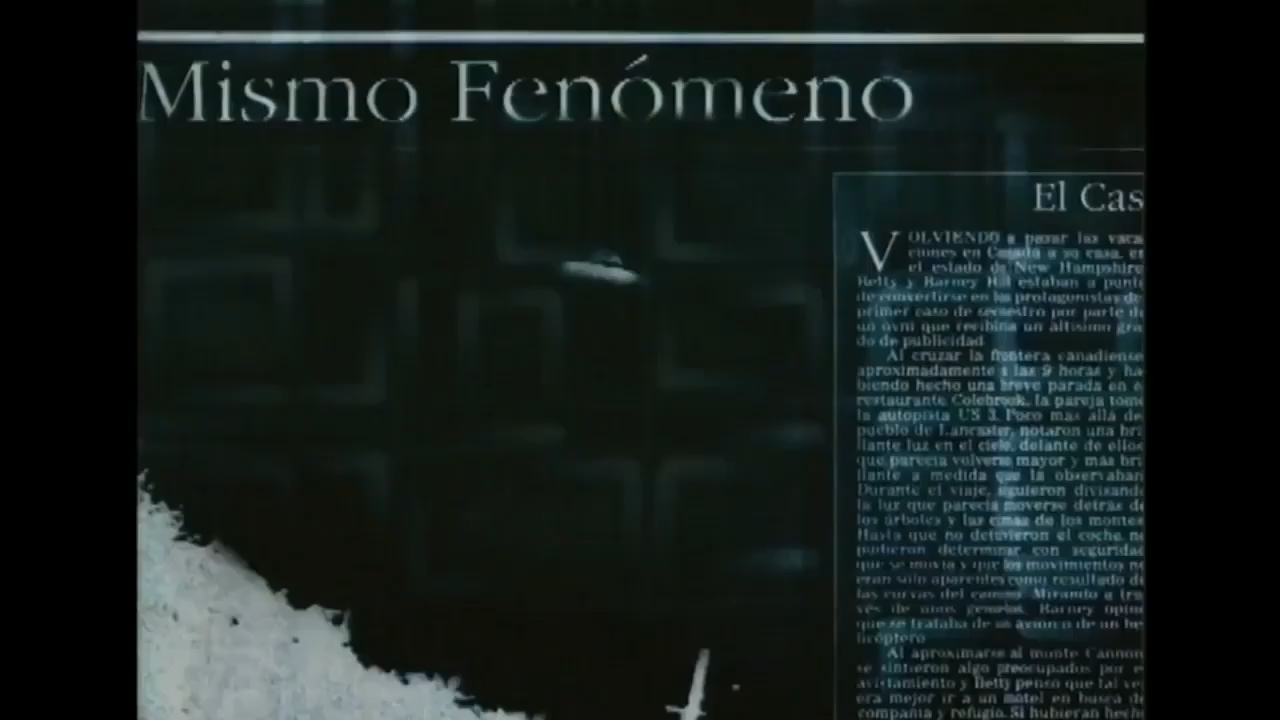 Mismo Fenómeno
El Cas
VOLVIENDO a pasar las vaca
ciones en Canadá a su casa, en
el estado de New Hampshire
Betty y Barney Hill estaban a punto
de convertirse en los protagonistas de
primer caso de secuestro por parte de
un ovni que recibiría un altísimo gra
do de publicidad
Al cruzar la frontera canadiense
aproximadamente a las 9 horas y ha
biendo hecho una breve parada en e
restaurante Colebrook, la pareja tomó
la autopista US 3. Poco más allá de
pueblo de Lancaster, notaron una bri
llante luz en el cielo, delante de ellos
que parecía volverse mayor y más bri
llante a medida que la observaban
Durante el viaje, siguieron divisando
la luz que parecía moverse detrás de
los árboles y las cimas de los montes
Hasta que no detuvieron el coche, no
pudieron determinar con seguridad
que se movía y que los movimientos no
eran sólo aparentes como resultado de
las curvas del camino. Mirando a tra
vés de unos gemelos, Barney opinó
que se trataba de un avión o de un he
licóptero
Al aproximarse al monte Cannon
se sintieron algo preocupados por e
avistamiento y Betty pensó que tal ve
era mejor ir a un motel en busca de
compañía y refugio. Si hubieran hecho